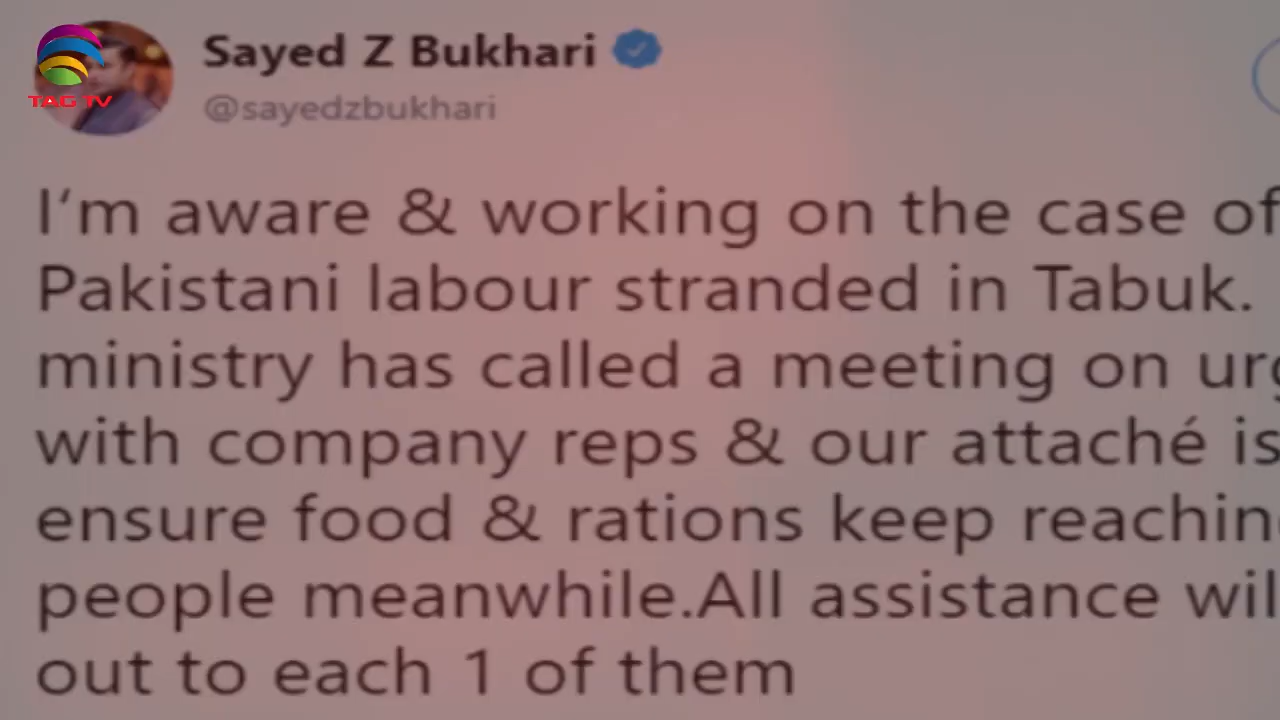 TAG TV
Sayed Z Bukhari
@sayedzbukhari
I'm aware & working on the case of
Pakistani labour stranded in Tabuk.
ministry has called a meeting on
with company reps & our attaché is
ensure food & rations keep
people meanwhile.All assistance
out to each 1 of them